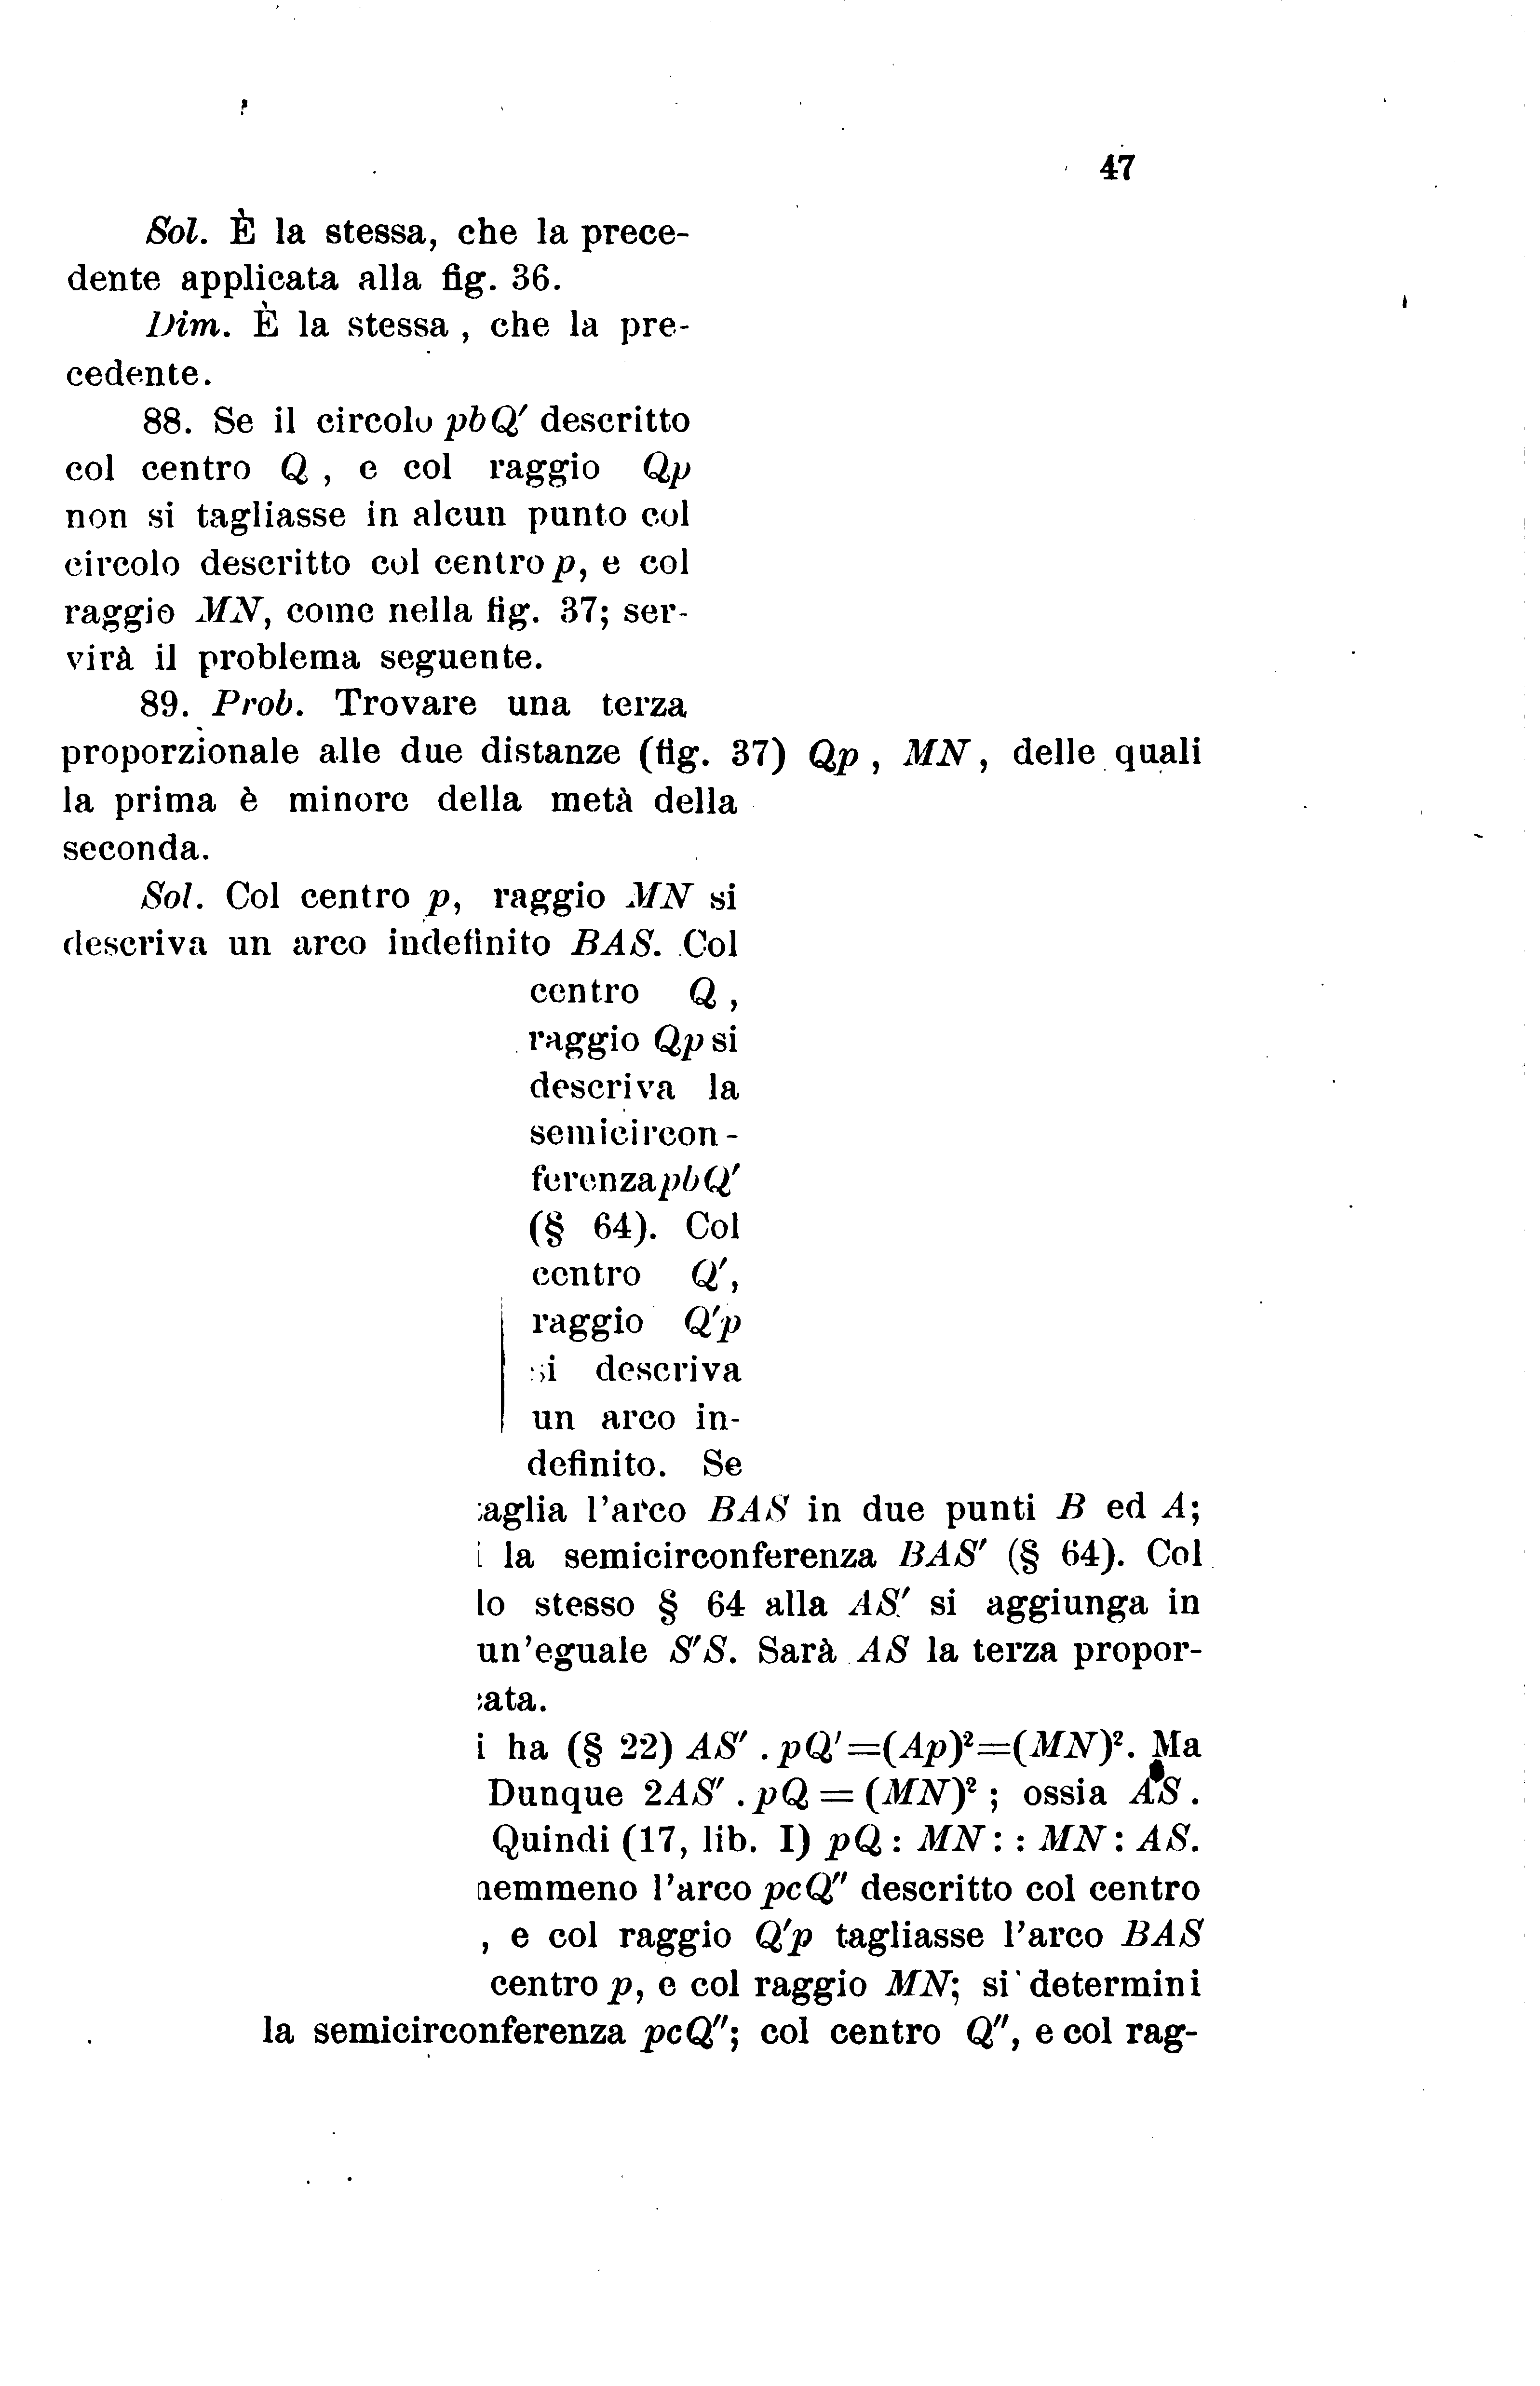 47
Sol. È la stessa, che la prece-
dente applicata alla fig. 36.
Dim. È la stessa, che la pre-
cedente.
88. Se il circolo pbQ′ descritto
col centro Q, e col raggio Qp
non si tagliasse in alcun punto col
circolo descritto col centro p, e col
raggio MN, come nella fig. 37; ser-
virà il problema seguente.
89. Prob. Trovare una terza
proporzionale alle due distanze (fig. 37) Qp, MN, delle quali
la prima è minore della metà della
seconda.
Sol. Col centro p, raggio MN si
descriva un arco indefinito BAS. Col
centro Q,
raggio Qp si
descriva la
semicircon-
ferenza pbQ′
(§ 64). Col
centro Q′,
raggio Q′p
si descriva
un arco in-
definito. Se
aglia l'arco BAS in due punti B ed A;
i la semicirconferenza BAS′ (§ 64). Col
lo stesso § 64 alla AS′ si aggiunga in
un'eguale S′S. Sarà AS la terza propor-
ata.
i ha (§ 22) AS′ . pQ′=(Ap)²=(MN)². Ma
Dunque 2AS′ . pQ = (MN)²; ossia AS .
Quindi (17, lib. I) pQ : MN : : MN : AS.
nemmeno l'arco pcQ″ descritto col centro
, e col raggio Q′p tagliasse l'arco BAS
centro p, e col raggio MN; si determini
la semicirconferenza pcQ″; col centro Q″, e col rag-